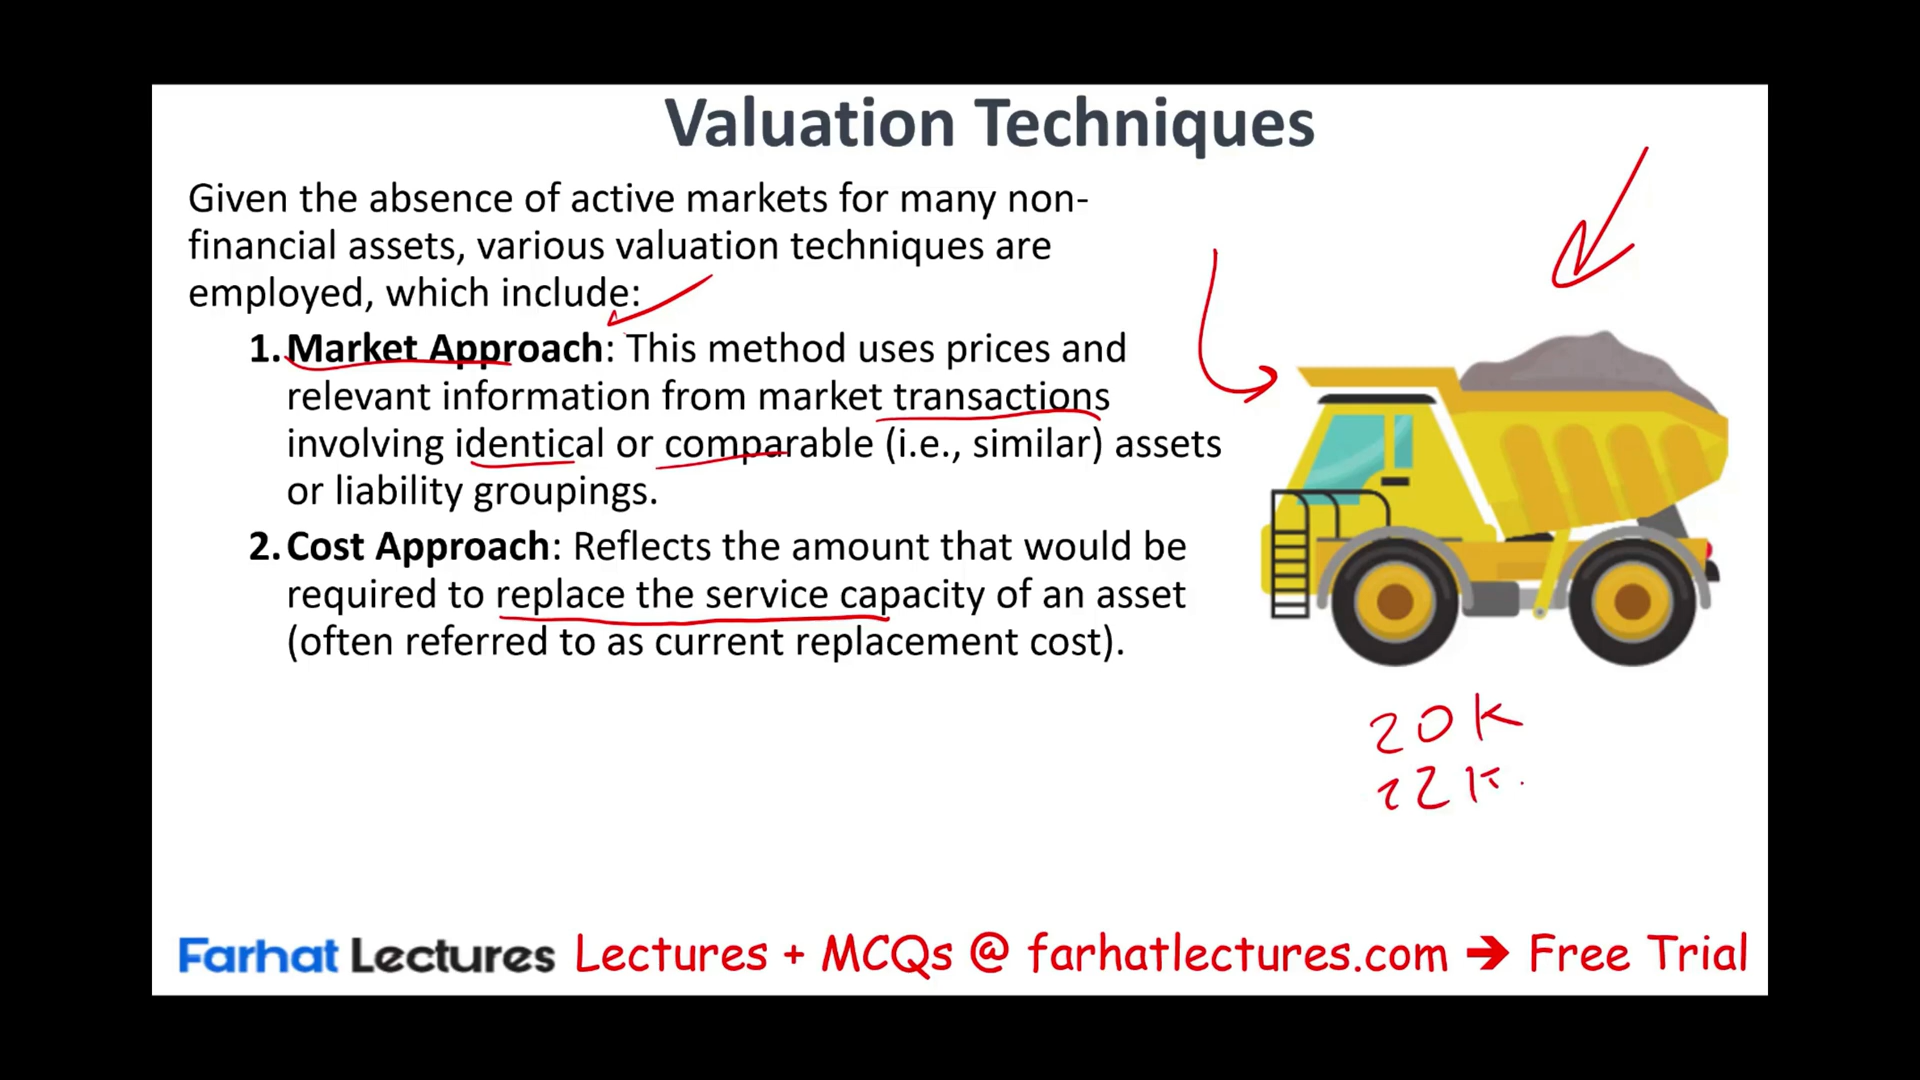 Valuation Techniques
Given the absence of active markets for many non-
financial assets, various valuation techniques are
employed, which include:
1. Market Approach: This method uses prices and
relevant information from market transactions
involving identical or comparable (i.e., similar) assets
or liability groupings.
2. Cost Approach: Reflects the amount that would be
required to replace the service capacity of an asset
(often referred to as current replacement cost).
20K
22K.
Farhat Lectures Lectures + MCQs @ farhatlectures.com → Free Trial